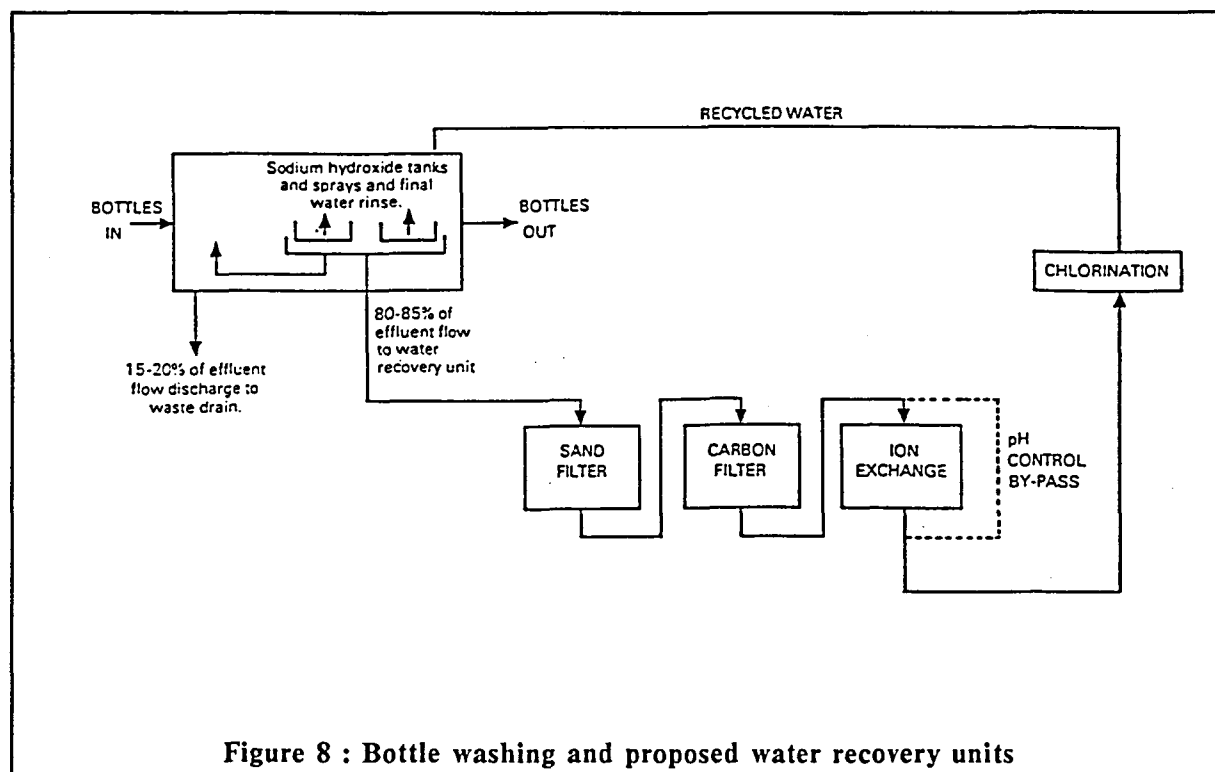 RECYCLED WATER
Sodium hydroxide tanks
and sprays and final
water rinse.
BOTTLES
IN
BOTTLES
OUT
CHLORINATION
80-85% of
effluent flow
to water
recovery unit
15-20% of effluent
flow discharge to
waste drain.
SAND
FILTER
CARBON
FILTER
ION
EXCHANGE
pH
CONTROL
BY-PASS
Figure 8 : Bottle washing and proposed water recovery units